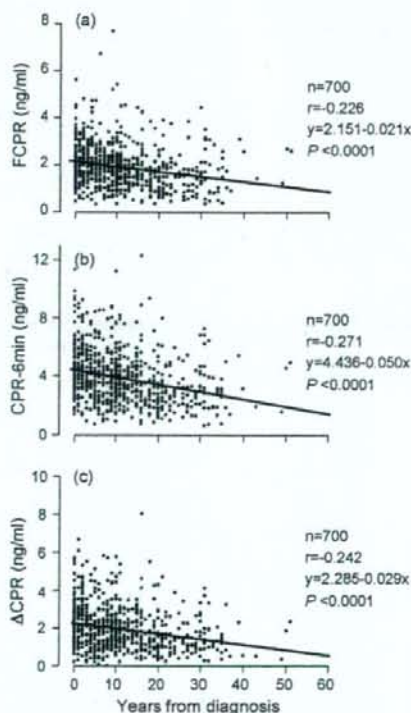 (a)
FCPR (ng/ml)
8
6
4
2
0
n=700
r=-0.226
y=2.151-0.021x
P <0.0001
(b)
CPR-6min (ng/ml)
12
8
4
0
n=700
r=-0.271
y=4.436-0.050x
P <0.0001
(c)
ΔCPR (ng/ml)
10
8
6
4
2
0
n=700
r=-0.242
y=2.285-0.029x
P <0.0001
0 10 20 30 40 50 60
Years from diagnosis